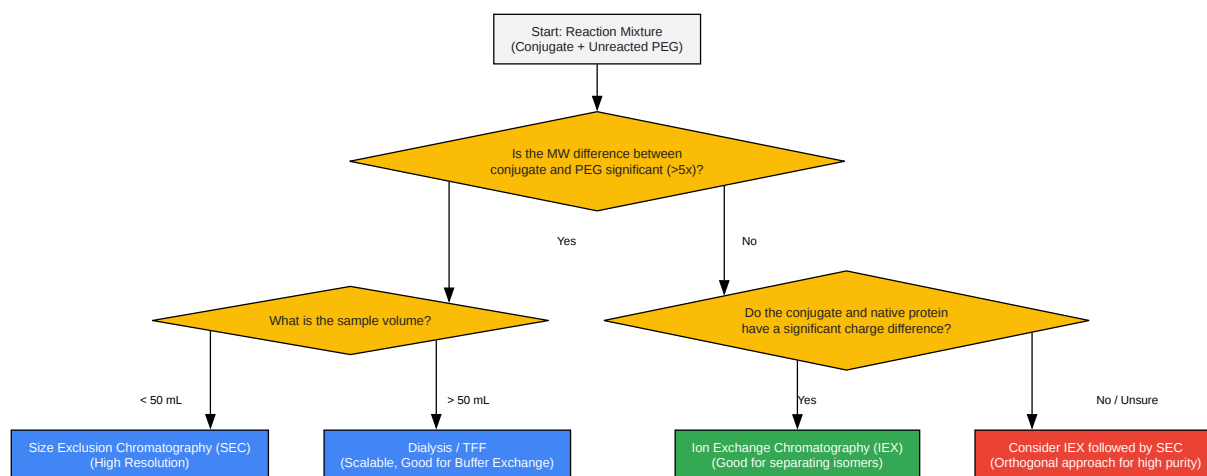 Start: Reaction Mixture
(Conjugate + Unreacted PEG)
Is the MW difference between
conjugate and PEG significant (>5x)?
Yes
No
What is the sample volume?
Do the conjugate and native protein
have a significant charge difference?
< 50 mL
> 50 mL
Yes
No / Unsure
Size Exclusion Chromatography (SEC)
(High Resolution)
Dialysis / TFF
(Scalable, Good for Buffer Exchange)
Ion Exchange Chromatography (IEX)
(Good for separating isomers)
Consider IEX followed by SEC
(Orthogonal approach for high purity)